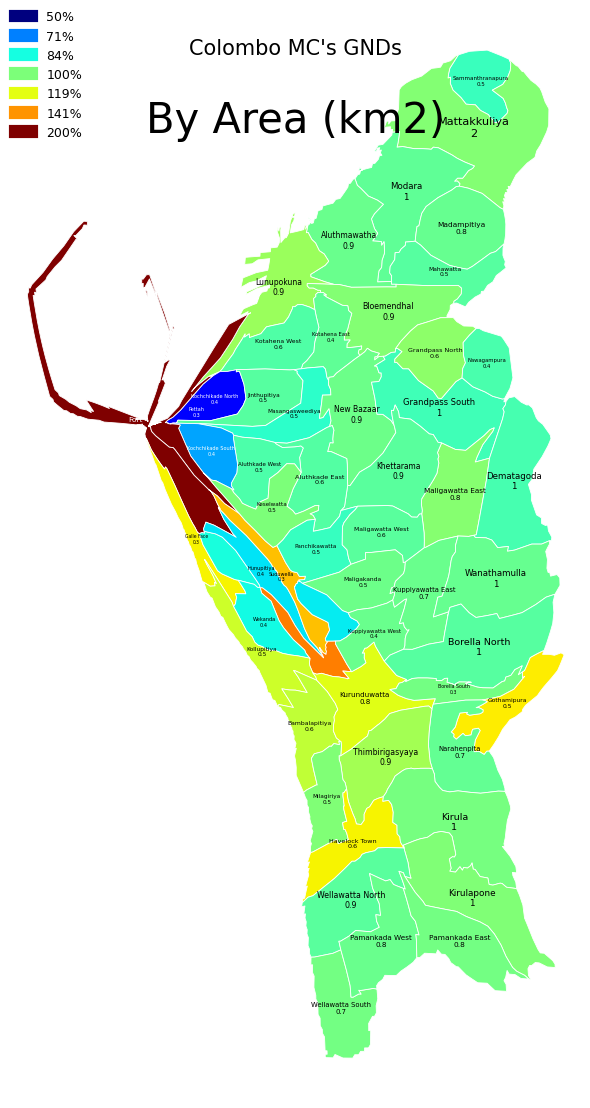 50%
71%
84%
100%
119%
141%
200%
Colombo MC's GNDs
By Area (km2)
Sammanthranapura
0.5
Mattakkuliya
2
Modara
1
Madampitiya
0.8
Aluthmawatha
0.9
Mahawatta
0.5
Lunupokuna
0.9
Bloemendhal
0.9
Kotahena East
0.4
Kotahena West
0.6
Grandpass North
0.6
Nawagampura
0.4
Kochchikade North
0.4
Jinthupitiya
0.5
Masangasweediya
0.5
Pettah
0.3
New Bazaar
0.9
Grandpass South
1
Fort
Kochchikade South
0.4
Aluthkade West
0.5
Aluthkade East
0.6
Khettarama
0.9
Dematagoda
1
Maligawatta East
0.8
Keselwatta
0.5
Maligawatta West
0.6
Galle Face
0.3
Panchikawatta
0.5
Hunupitiya
0.4
Suduwella
0.3
Maligakanda
0.5
Kuppiyawatta East
0.7
Wanathamulla
1
Wekanda
0.4
Kuppiyawatta West
0.4
Borella North
1
Kollupitiya
0.5
Borella South
0.3
Kurunduwatta
0.8
Gothamipura
0.5
Bambalapitiya
0.6
Thimbirigasyaya
0.9
Narahenpita
0.7
Milagiriya
0.5
Kirula
1
Havelock Town
0.6
Wellawatta North
0.9
Kirulapone
1
Pamankada West
0.8
Pamankada East
0.8
Wellawatta South
0.7